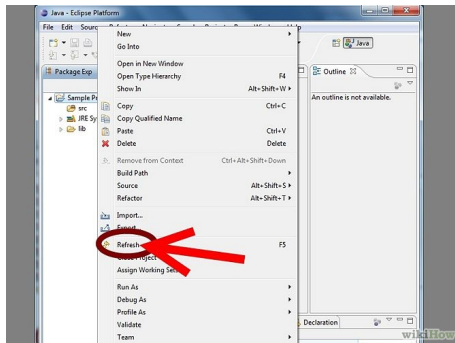 Java - Eclipse Platform
File Edit
New
Go Into
Open in New Window
Open Type Hierarchy F4
Show In Alt+Shift+W
Copy Ctrl+C
Copy Qualified Name
Paste Ctrl+V
Delete Delete
Remove from Context Ctrl+Alt+Shift+Down
Build Path
Source Alt+Shift+S
Refactor Alt+Shift+T
Import...
Export...
Refresh F5
Close Project
Assign Working
Run As
Debug As
Profile As
Validate
Team
Package Exp
Sample Pr
src
JRE Sy
lib
Java
Outline
An outline is not available.
Declaration
wikiHow